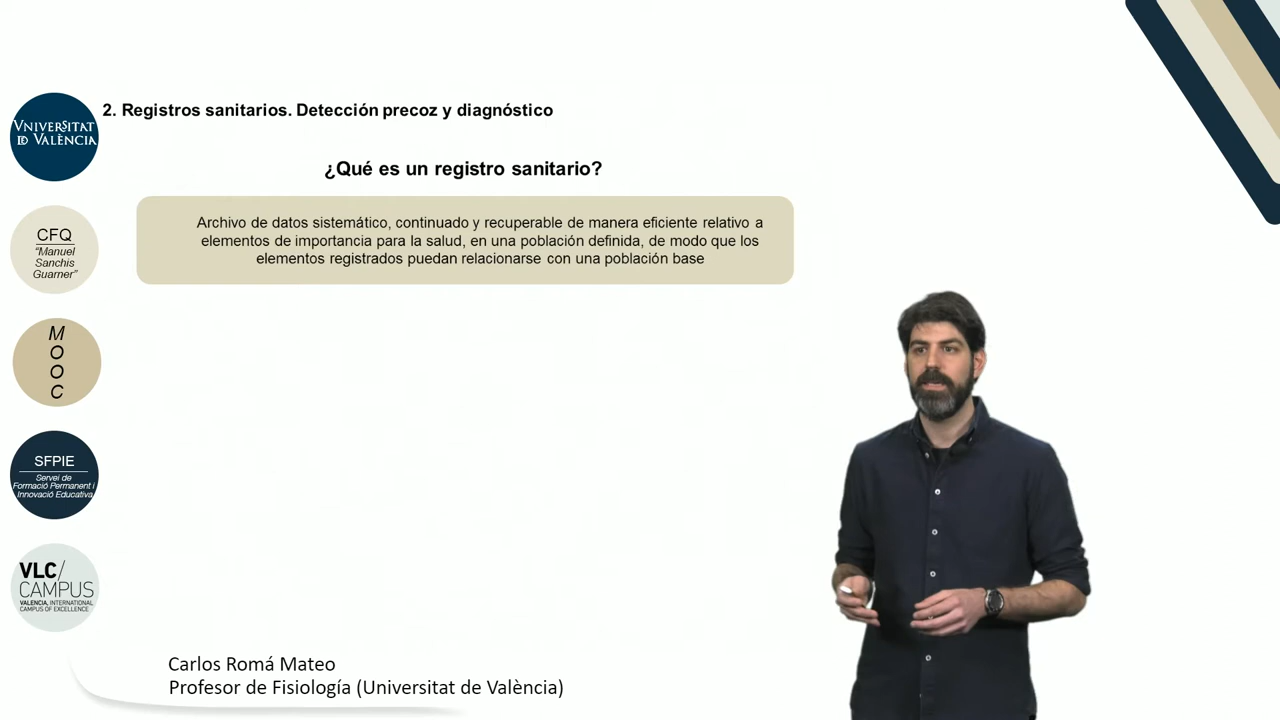 2. Registros sanitarios. Detección precoz y diagnóstico
VNIVERSITAT
ID VALÈNCIA
¿Qué es un registro sanitario?
Archivo de datos sistemático, continuado y recuperable de manera eficiente relativo a
elementos de importancia para la salud, en una población definida, de modo que los
elementos registrados puedan relacionarse con una población base
CFQ
“Manuel
Sanchis
Guarner”
M
O
O
C
SFPIE
Servei de
Formació Permanent i
Innovació Educativa
VLC/
CAMPUS
VALENCIA, INTERNATIONAL
CAMPUS OF EXCELLENCE
Carlos Romá Mateo
Profesor de Fisiología (Universitat de València)